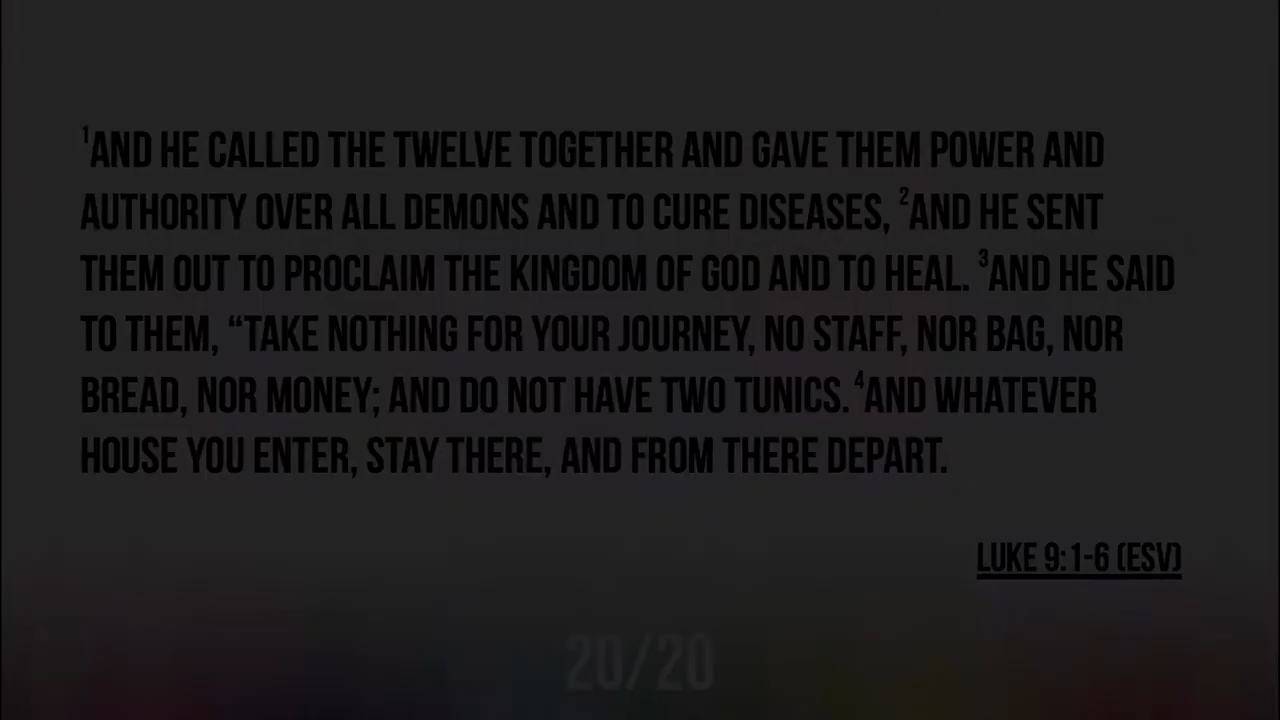 ¹AND HE CALLED THE TWELVE TOGETHER AND GAVE THEM POWER AND
AUTHORITY OVER ALL DEMONS AND TO CURE DISEASES, ²AND HE SENT
THEM OUT TO PROCLAIM THE KINGDOM OF GOD AND TO HEAL. ³AND HE SAID
TO THEM, “TAKE NOTHING FOR YOUR JOURNEY, NO STAFF, NOR BAG, NOR
BREAD, NOR MONEY; AND DO NOT HAVE TWO TUNICS. ⁴AND WHATEVER
HOUSE YOU ENTER, STAY THERE, AND FROM THERE DEPART.
LUKE 9:1-6 (ESV)
20/20